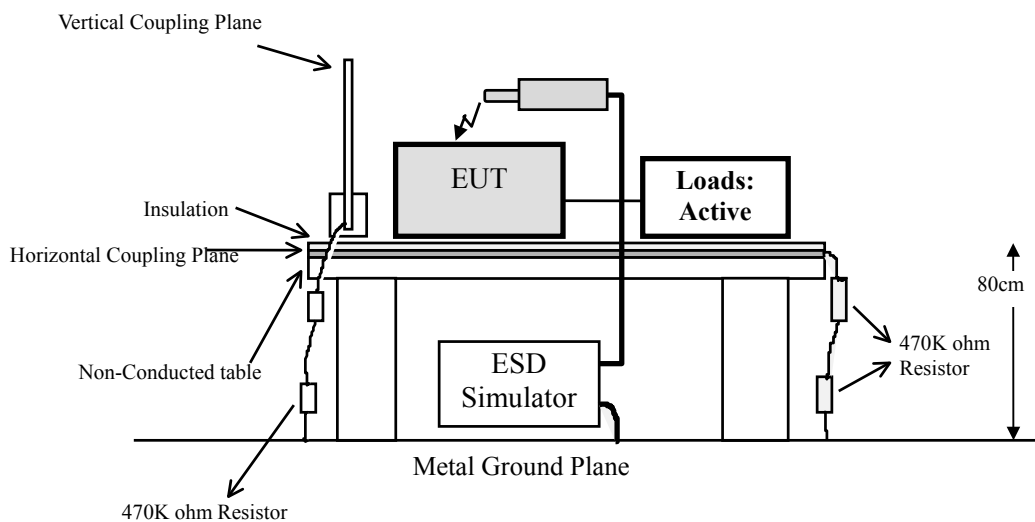 Vertical Coupling Plane
EUT
Loads:
Active
Insulation
Horizontal Coupling Plane
80cm
470K ohm
Resistor
Non-Conducted table
ESD
Simulator
Metal Ground Plane
470K ohm Resistor